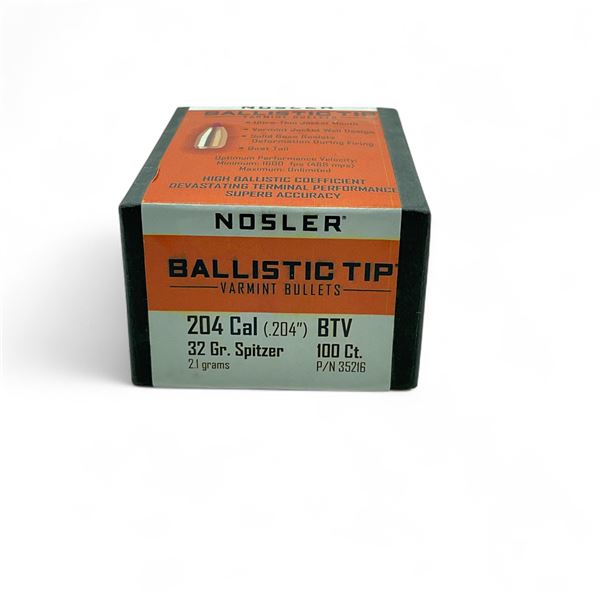 NOSLER
BALLISTIC TIP
VARMINT BULLETS
• Ultra-Thin Jacket Mouth
• Varmint Jacket Wall Design
• Solid Base Resists
Deformation During Firing
• Boat Tail
Optimum Performance Velocity:
Minimum: 1600 fps (488 mps)
Maximum: Unlimited
HIGH BALLISTIC COEFFICIENT
DEVASTATING TERMINAL PERFORMANCE
SUPERB ACCURACY
NOSLER®
BALLISTIC TIP
VARMINT BULLETS
204 Cal (.204") BTV
32 Gr. Spitzer 100 Ct.
2.1 grams P/N 35216